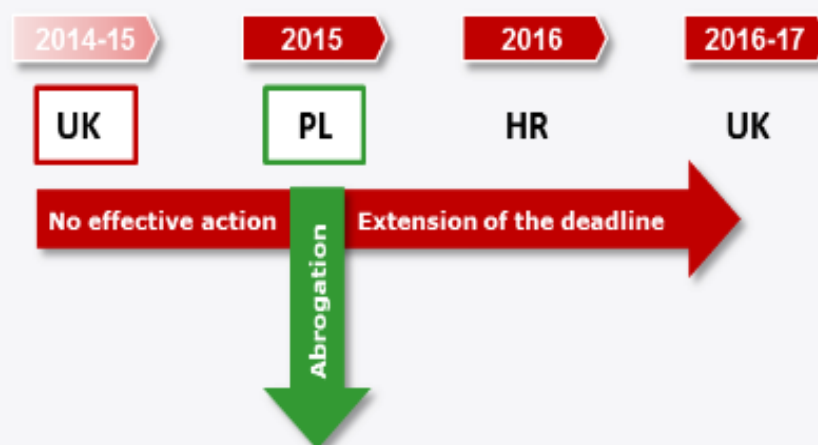 2014-15 2015 2016 2016-17
UK PL HR UK
No effective action Extension of the deadline
Abrogation